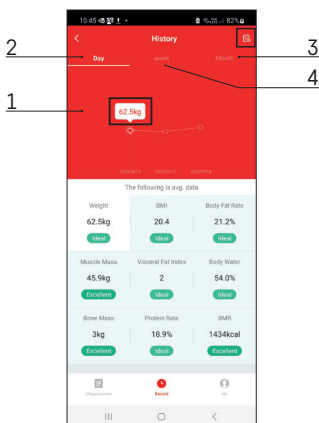 10.45 82%
History
2
Day week Month
3
4
1
62.5kg
The following is avg. data
Weight BMI Body Fat Rate
62.5kg 20.4 21.2%
Ideal Ideal Ideal
Muscle Mass Visceral Fat Index Body Water
45.9kg 2 54.0%
Excellent Ideal Ideal
Bone Mass Protein Rate BMR
3kg 18.9% 1434kcal
Excellent Ideal Excellent
Measurement Record Me